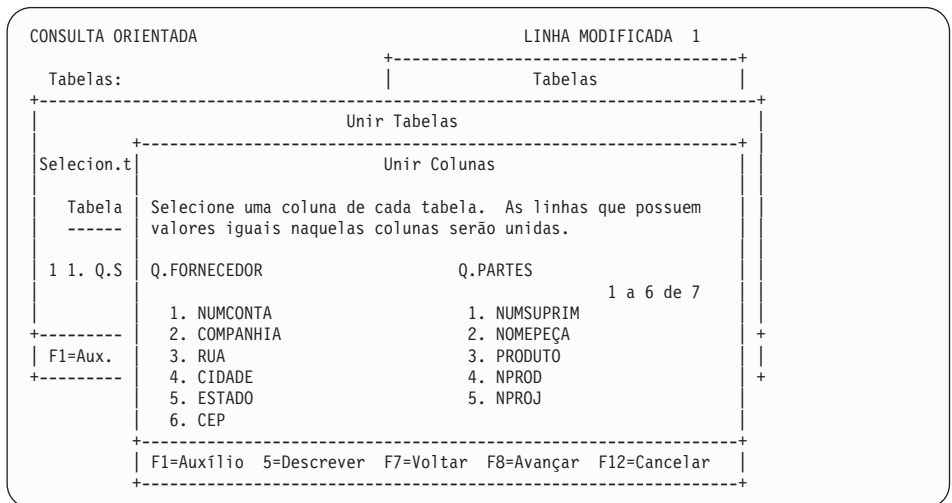 CONSULTA ORIENTADA LINHA MODIFICADA 1
Tabelas: Tabelas
Unir Tabelas
Selecion.t Unir Colunas
Tabela Selecione uma coluna de cada tabela. As linhas que possuem
------ valores iguais naquelas colunas serão unidas.
1 1. Q.S Q.FORNECEDOR Q.PARTES
1 a 6 de 7
1. NUMCONTA 1. NUMSUPRIM
2. COMPANHIA 2. NOMEPEÇA
F1=Aux. 3. RUA 3. PRODUTO
4. CIDADE 4. NPROD
5. ESTADO 5. NPROJ
6. CEP
F1=Auxílio 5=Descrever F7=Voltar F8=Avançar F12=Cancelar